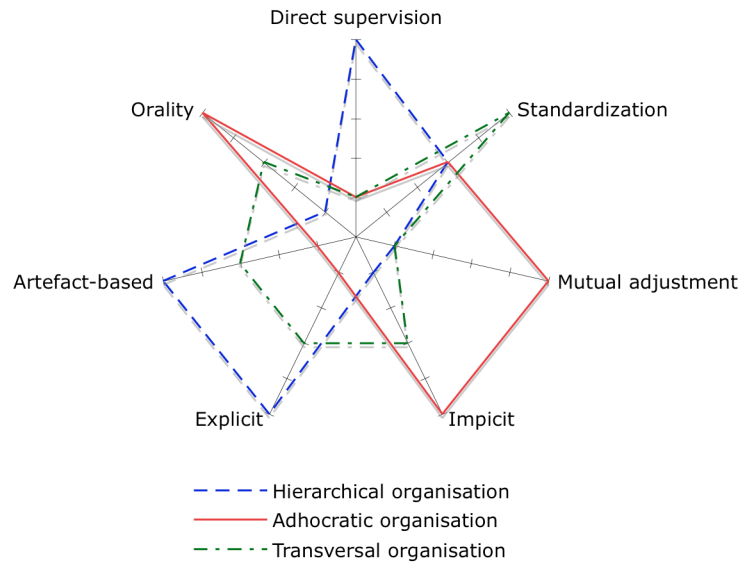 Direct supervision
Orality
Standardization
Artefact-based
Mutual adjustment
Explicit
Impicit
Hierarchical organisation
Adhocratic organisation
Transversal organisation